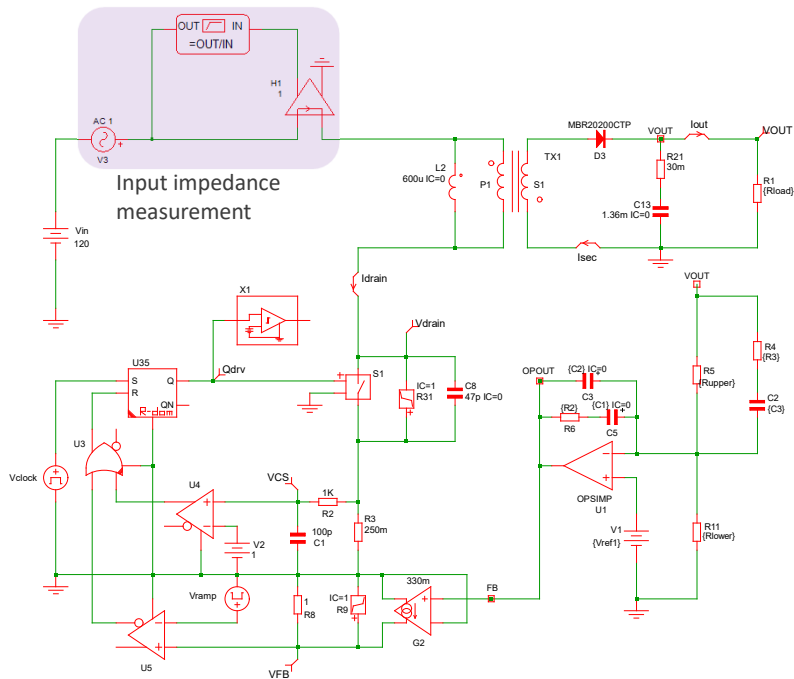 OUT IN
=OUT/IN
H1
1
AC 1
V3
Input impedance
measurement
Vin
120
L2
600u IC=0
P1
S1
TX1
MBR20200CTP
D3
VOUT
Iout
VOUT
R21
30m
C13
1.36m IC=0
R1
{Rload}
Isec
Idrain
X1
Vdrain
U35
S Q
R
QN
R-dom
Qdrv
S1
IC=1
R31
C8
47p IC=0
VOUT
R4
{R3}
R5
{Rupper}
C2
{C3}
OPOUT
{C2} IC=0
C3
{R2}
R6
{C1} IC=0
C5
OPSIMP
U1
V1
{Vref1}
R11
{Rlower}
U3
Vclock
U4
VCS
1K
R2
V2
1
100p
C1
R3
250m
Vramp
1
R8
IC=1
R9
330m
G2
FB
U5
VFB